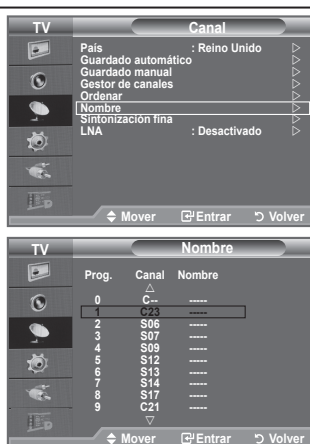 TV Canal
País : Reino Unido
Guardado automático
Guardado manual
Gestor de canales
Ordenar
Nombre
Sintonización fina
LNA : Desactivado
Mover Entrar Volver
TV Nombre
Prog. Canal Nombre
0 C-- -----
1 C23 -----
2 S06 -----
3 S07 -----
4 S09 -----
5 S12 -----
6 S13 -----
7 S14 -----
8 S17 -----
9 C21 -----
Mover Entrar Volver